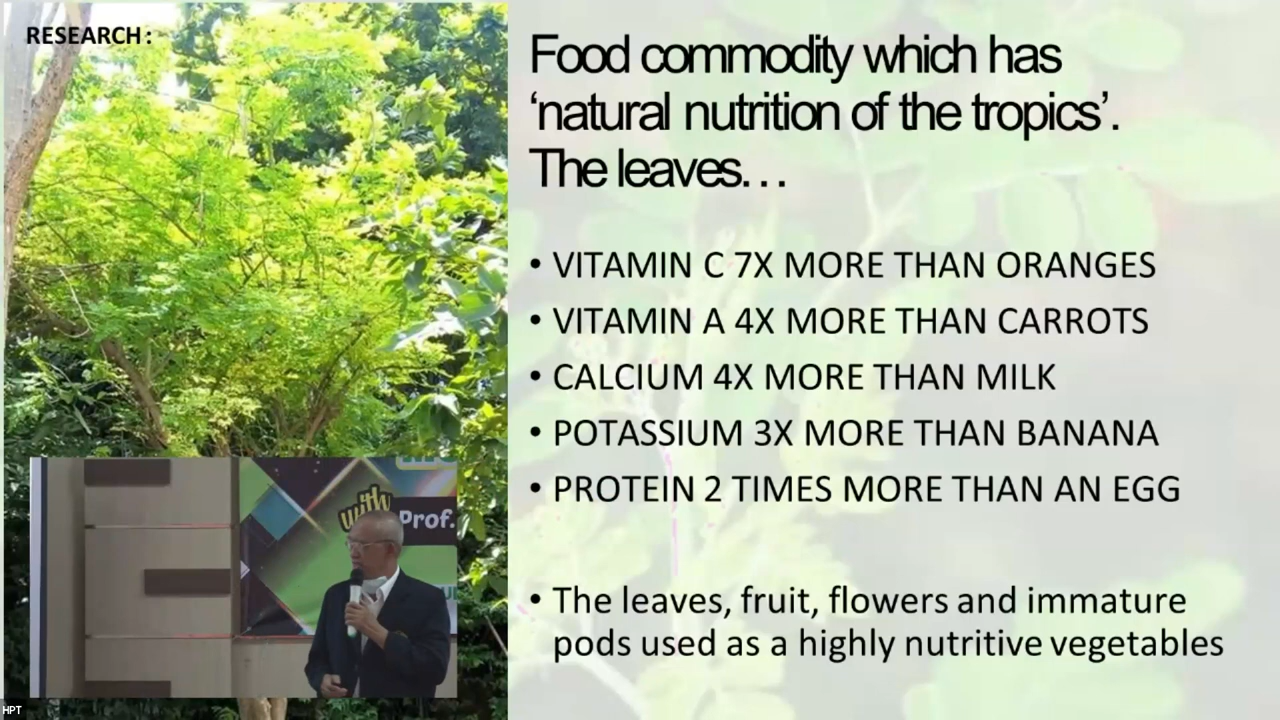 RESEARCH :
Food commodity which has
‘natural nutrition of the tropics’.
The leaves…
• VITAMIN C 7X MORE THAN ORANGES
• VITAMIN A 4X MORE THAN CARROTS
• CALCIUM 4X MORE THAN MILK
• POTASSIUM 3X MORE THAN BANANA
• PROTEIN 2 TIMES MORE THAN AN EGG
• The leaves, fruit, flowers and immature
pods used as a highly nutritive vegetables
with
Prof.
HPT